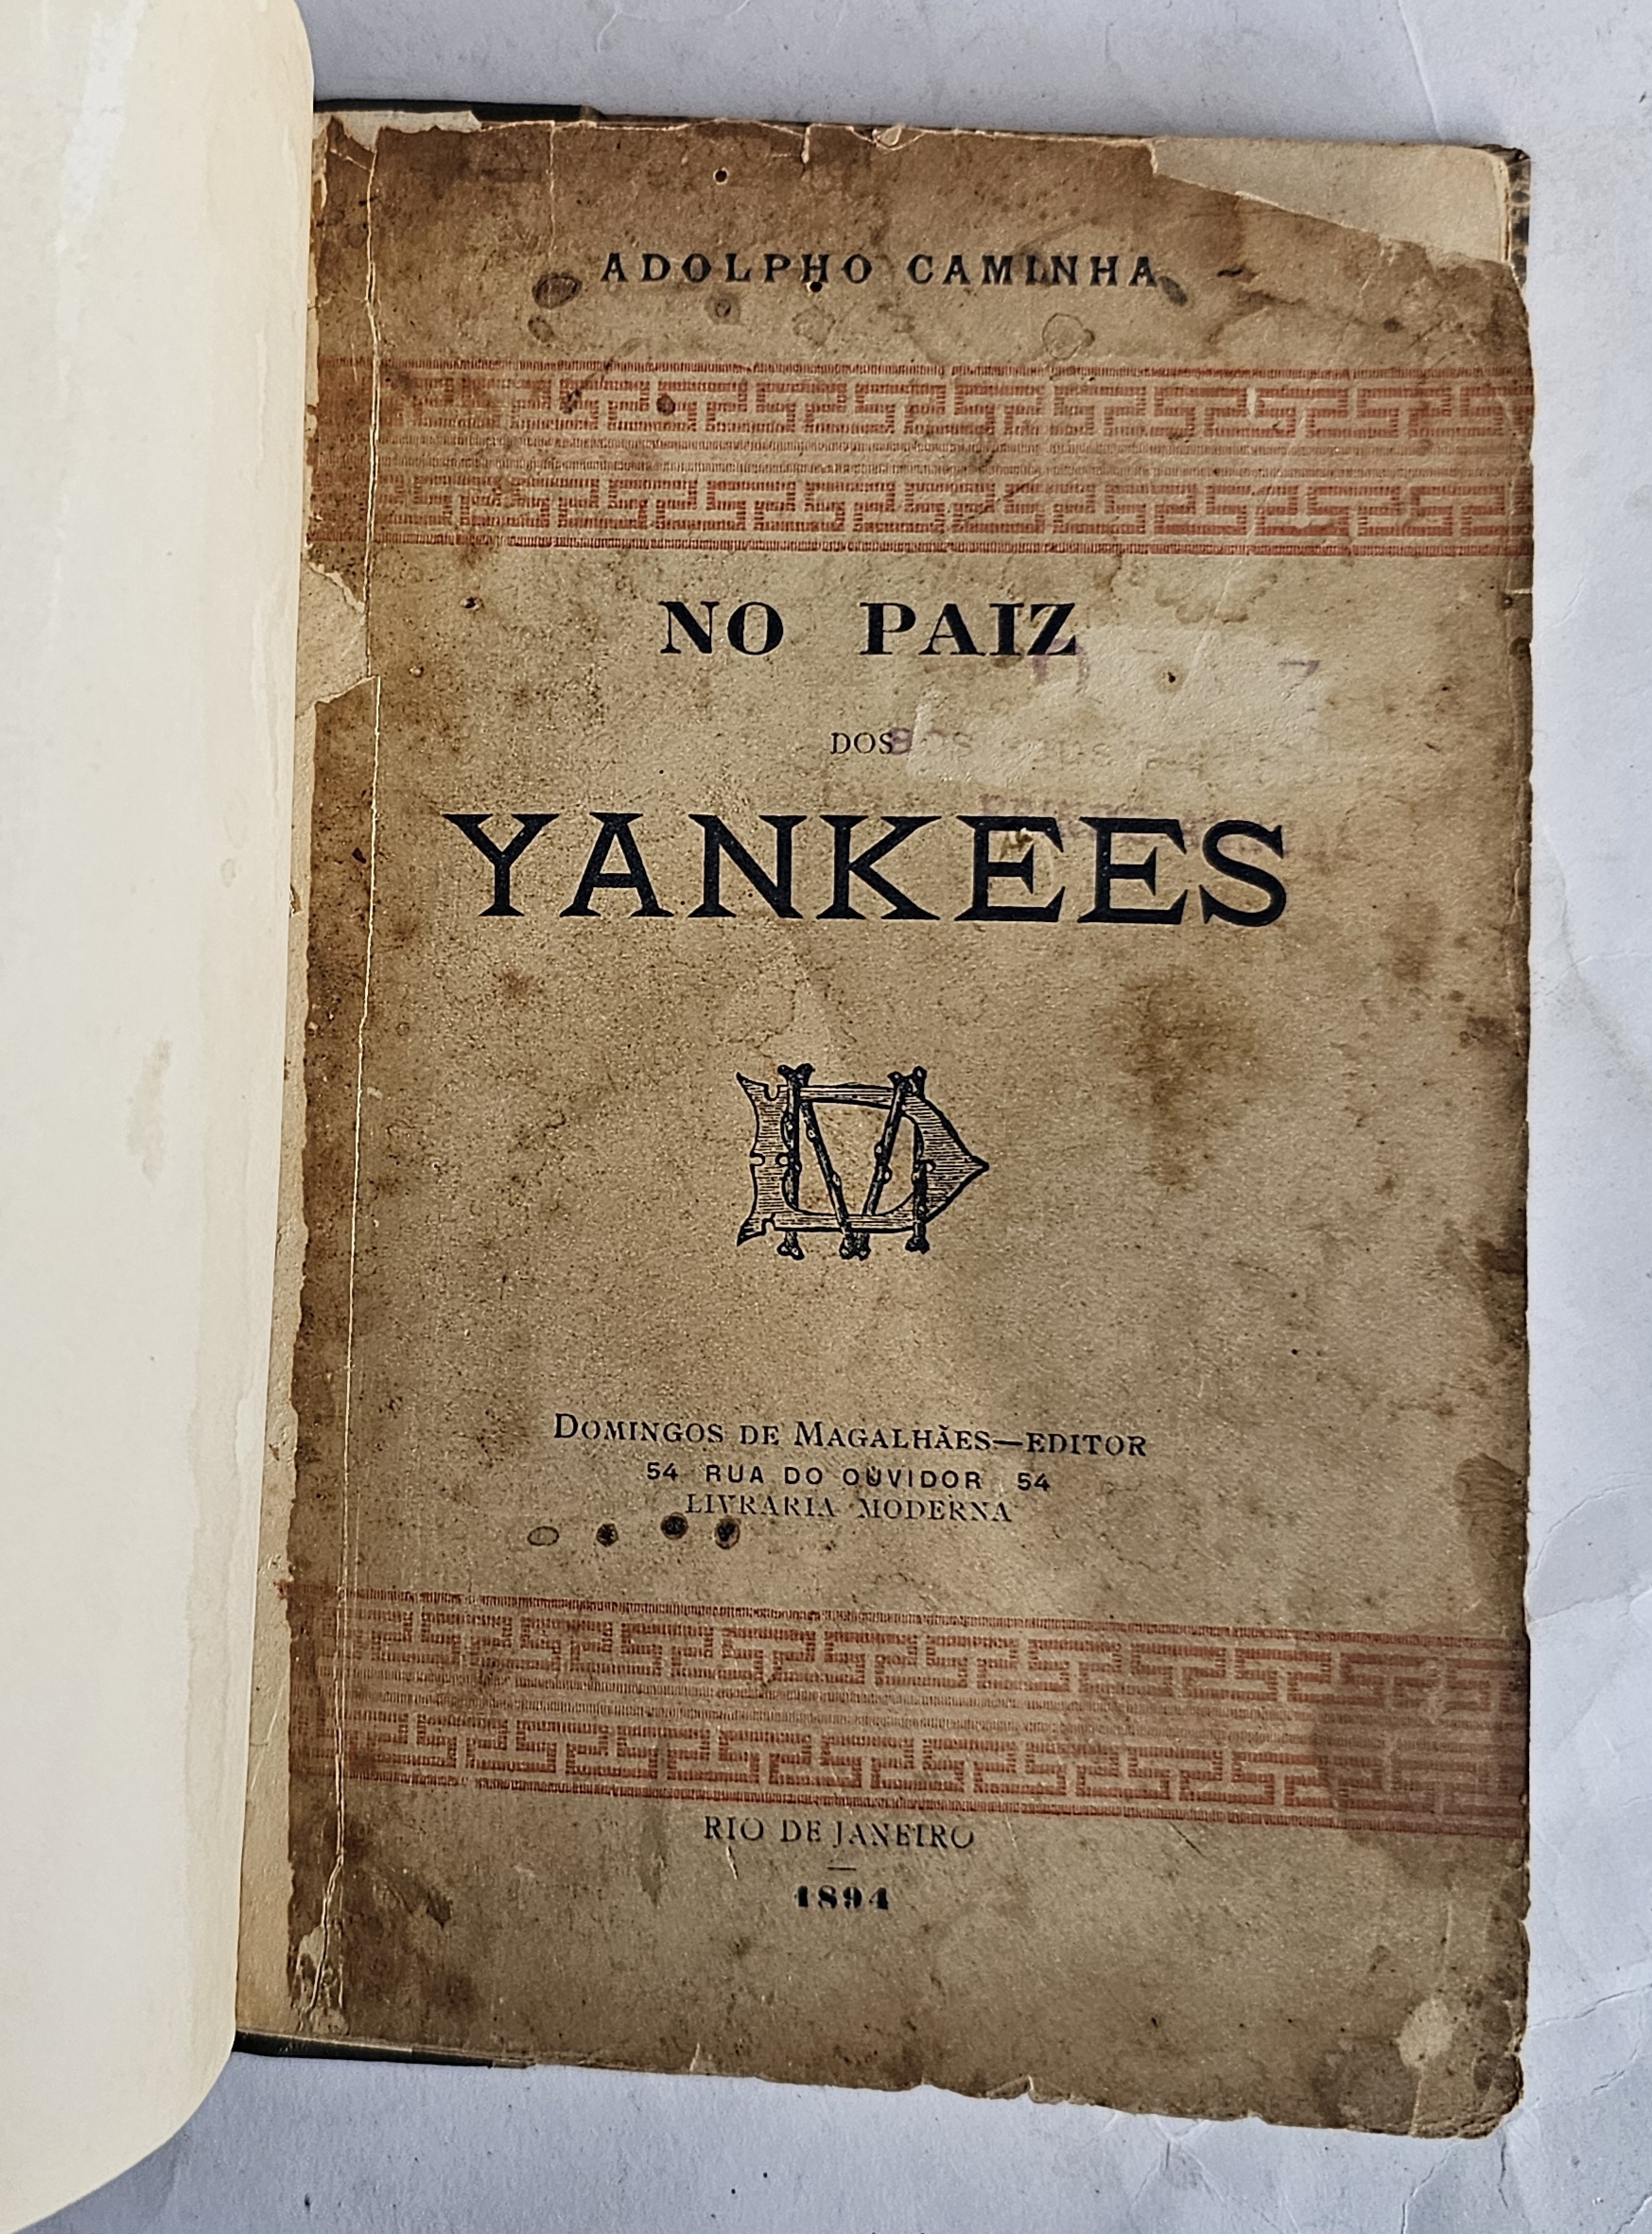 ADOLPHO CAMINHA
NO PAIZ
DOS
YANKEES
DM
DOMINGOS DE MAGALHÃES—EDITOR
54 RUA DO OUVIDOR 54
LIVRARIA MODERNA
RIO DE JANEIRO
1894